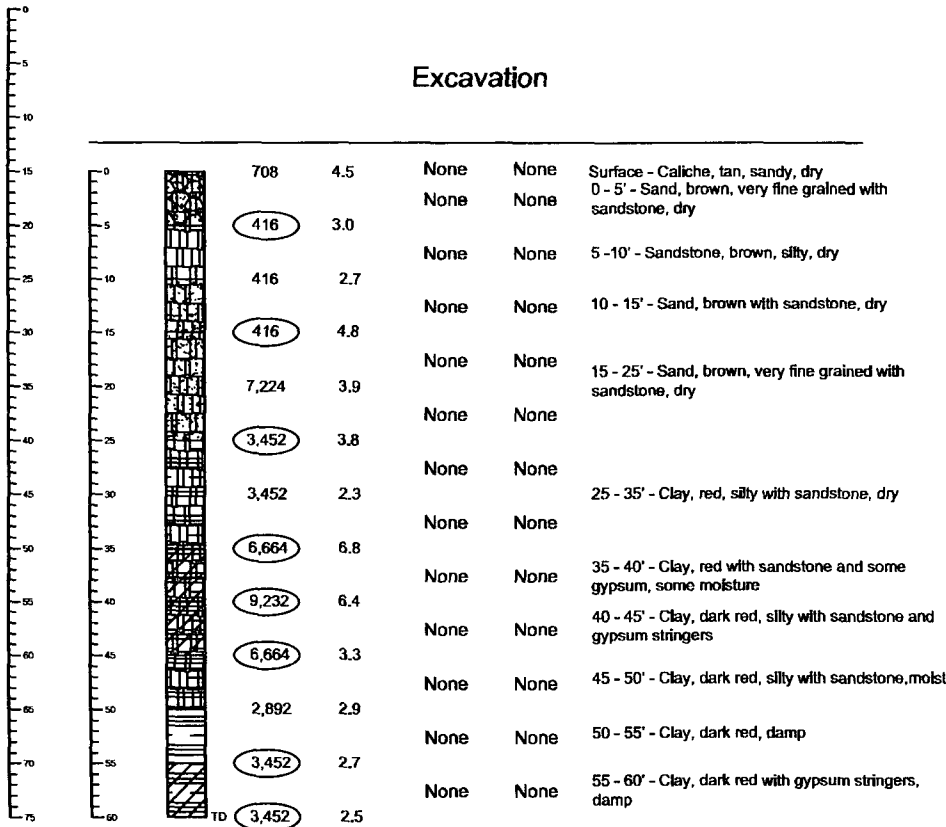 0
5
Excavation
10
15 0 708 4.5 None None Surface - Caliche, tan, sandy, dry
None None 0 - 5' - Sand, brown, very fine grained with
sandstone, dry
20 5 416 3.0
None None 5 -10' - Sandstone, brown, silty, dry
25 10 416 2.7
None None 10 - 15' - Sand, brown with sandstone, dry
30 15 416 4.8
None None 15 - 25' - Sand, brown, very fine grained with
35 20 7,224 3.9 sandstone, dry
None None
40 25 3,452 3.8
None None
45 30 3,452 2.3 25 - 35' - Clay, red, silty with sandstone, dry
None None
50 35 6,664 6.8
None None 35 - 40' - Clay, red with sandstone and some
gypsum, some moisture
55 40 9,232 6.4
None None 40 - 45' - Clay, dark red, silty with sandstone and
gypsum stringers
60 45 6,664 3.3
None None 45 - 50' - Clay, dark red, silty with sandstone,moist
65 50 2,892 2.9
None None 50 - 55' - Clay, dark red, damp
70 55 3,452 2.7
None None 55 - 60' - Clay, dark red with gypsum stringers,
damp
75 60 TD 3,452 2.5